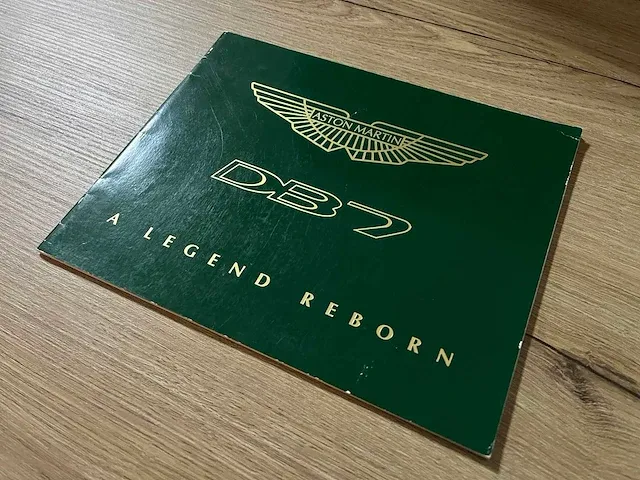 ASTON MARTIN
DB7
A LEGEND REBORN